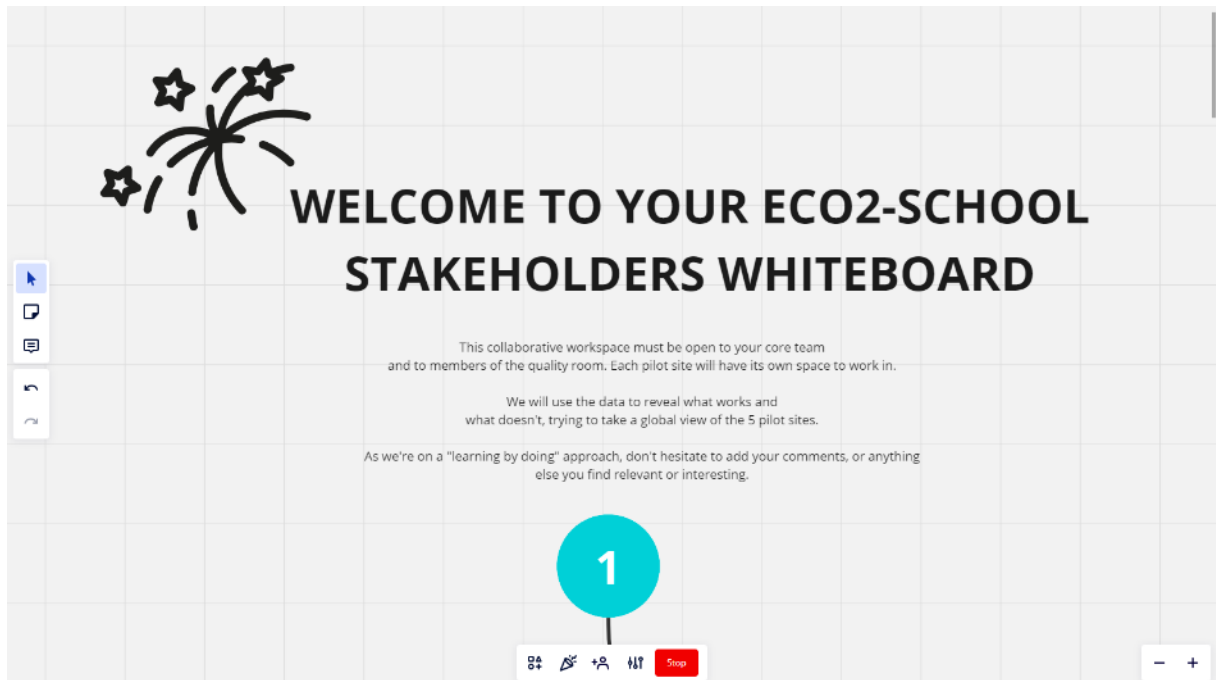 WELCOME TO YOUR ECO2-SCHOOL
STAKEHOLDERS WHITEBOARD
This collaborative workspace must be open to your core team
and to members of the quality room. Each pilot site will have its own space to work in.
We will use the data to reveal what works and
what doesn't, trying to take a global view of the 5 pilot sites.
As we're on a "learning by doing" approach, don't hesitate to add your comments, or anything
else you find relevant or interesting.
1
Stop